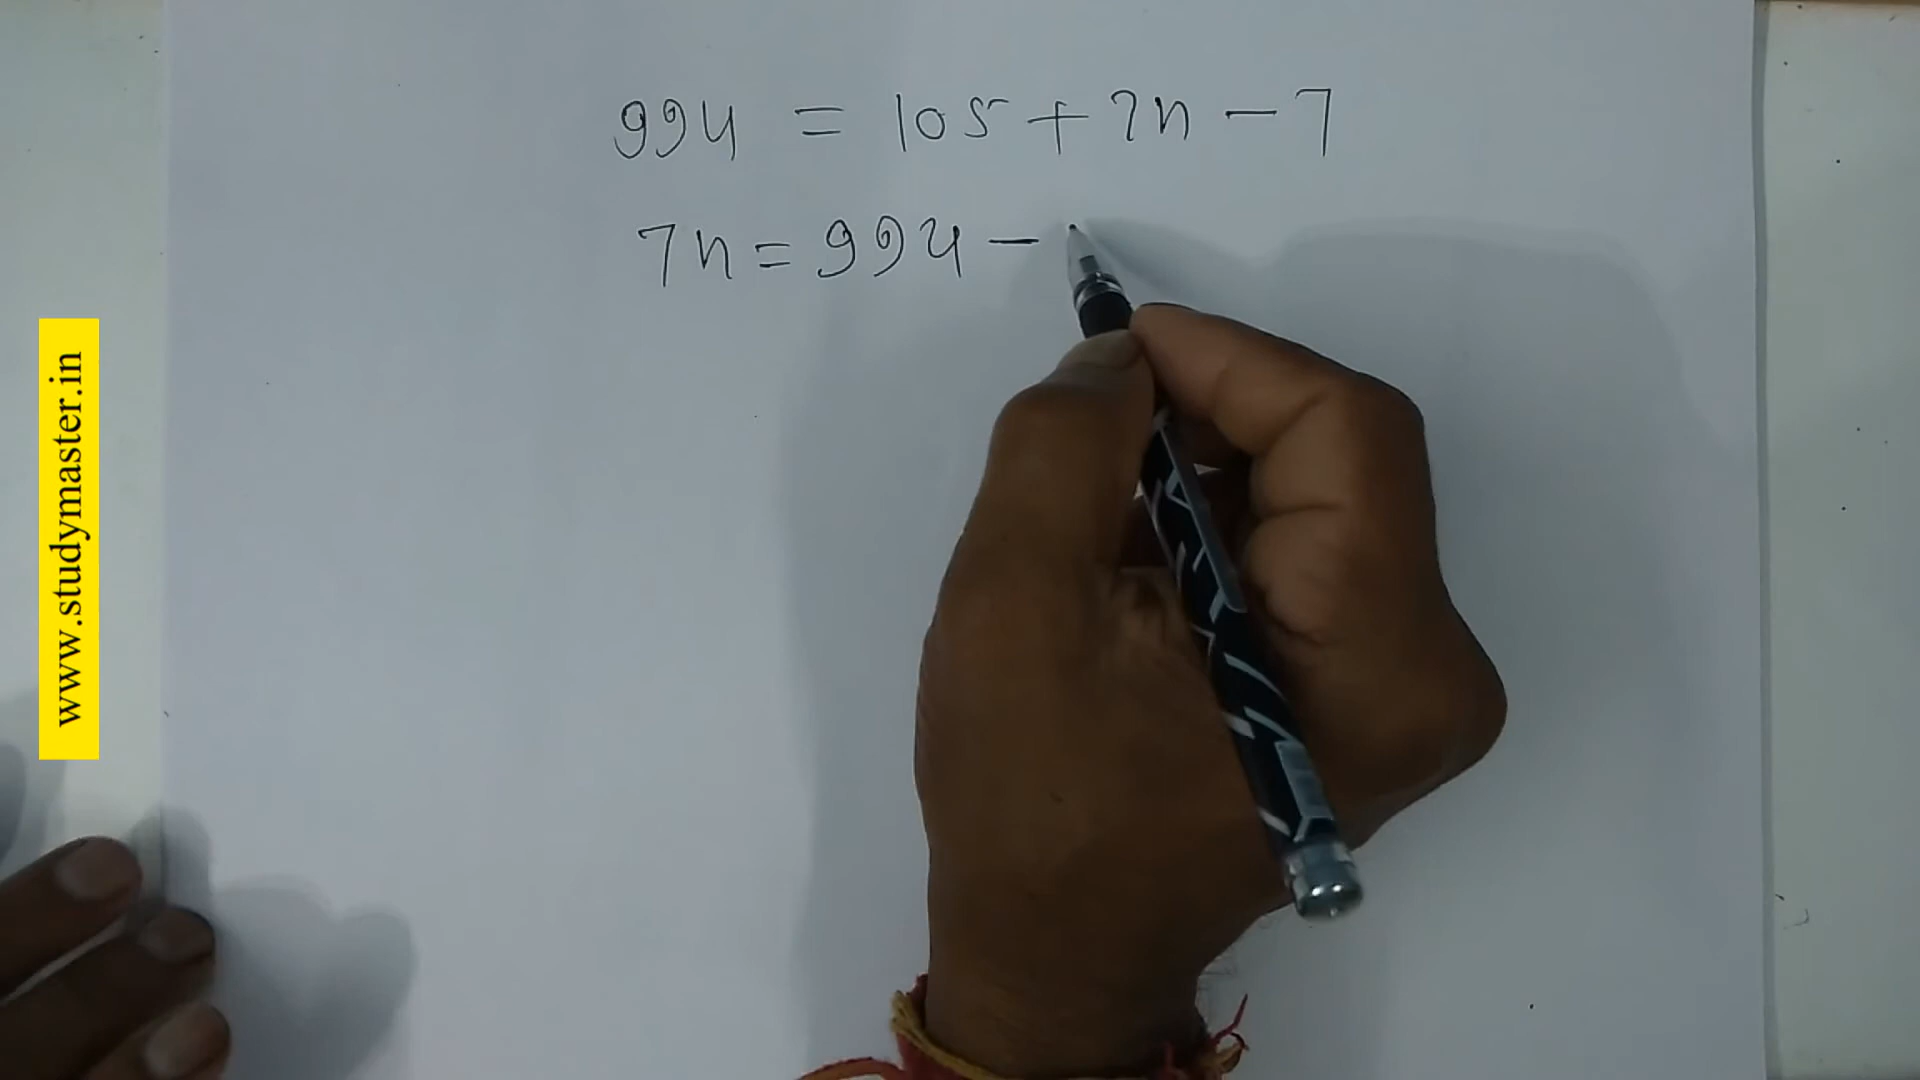 994 = 105 + 7n - 7
7n = 994 -
www.studymaster.in